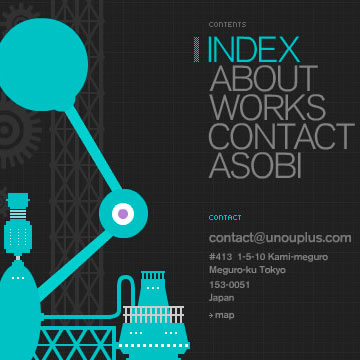 CONTENTS
INDEX
ABOUT
WORKS
CONTACT
ASOBI
CONTACT
contact@unouplus.com
#413 1-5-10 Kami-meguro
Meguro-ku Tokyo
153-0051
Japan
map